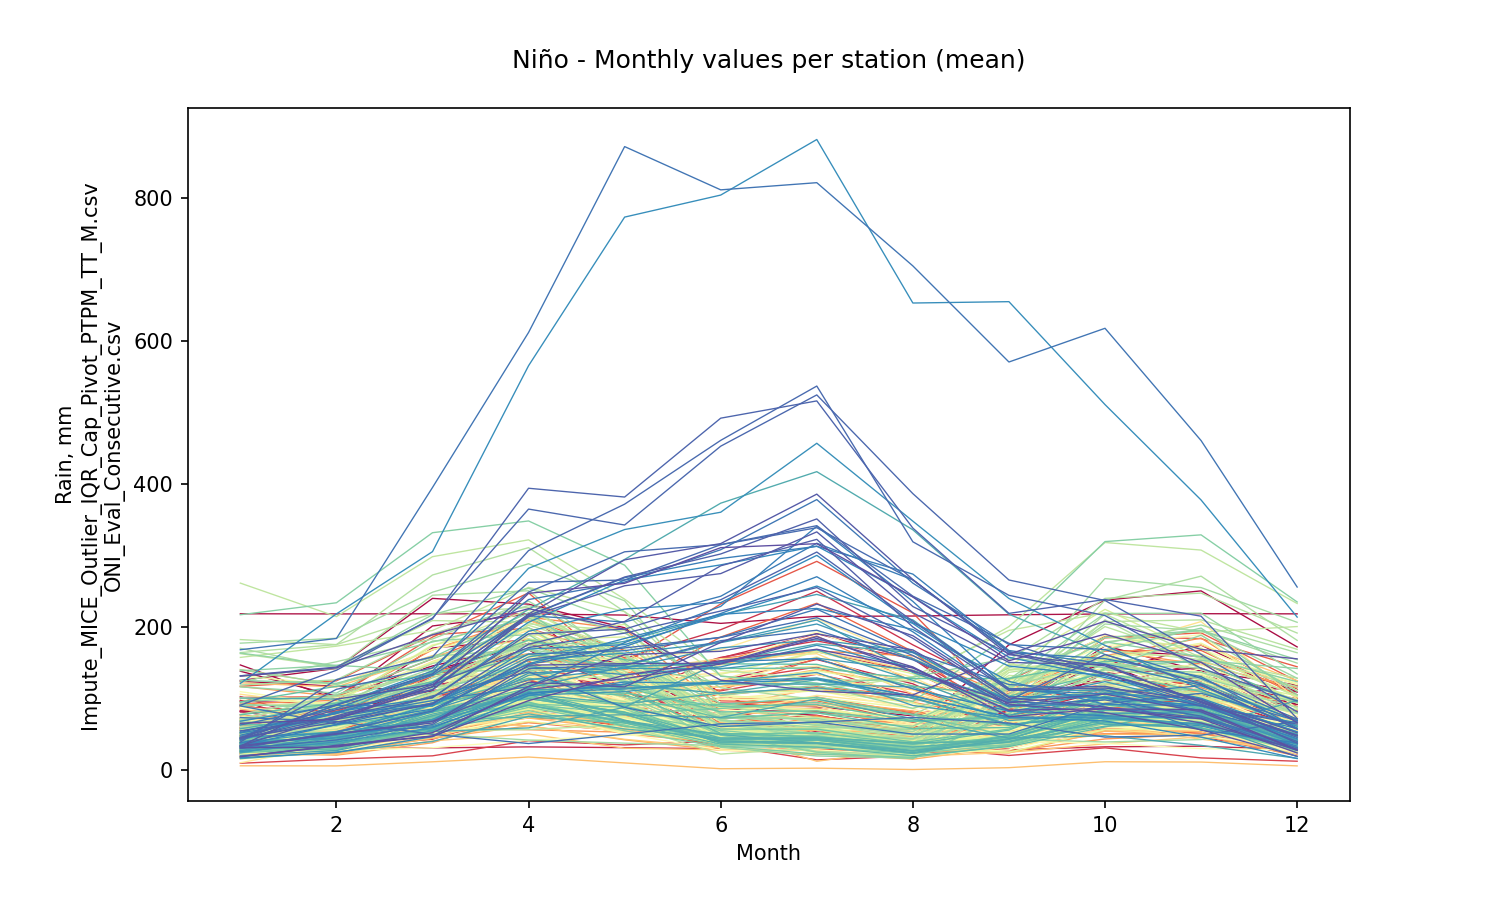 Niño - Monthly values per station (mean)
Rain, mm
Impute_MICE_Outlier_IQR_Cap_Pivot_PTPM_TT_M.csv
ONI_Eval_Consecutive.csv
800
600
400
200
0
2 4 6 8 10 12
Month